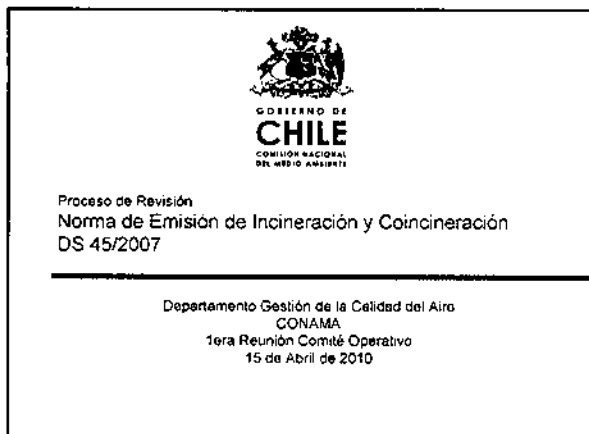 GOBIERNO DE
CHILE
COMISIÓN NACIONAL
DEL MEDIO AMBIENTE
Proceso de Revisión
Norma de Emisión de Incineración y Coincineración
DS 45/2007
Departamento Gestión de la Calidad del Aire
CONAMA
1era Reunión Comité Operativo
15 de Abril de 2010